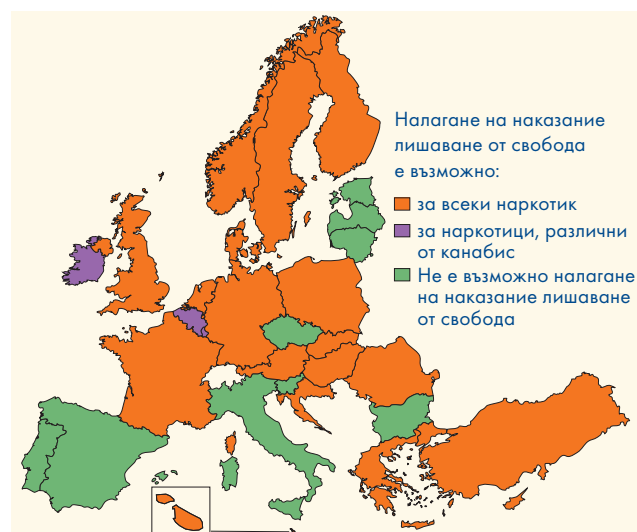 Налагане на наказание
лишаване от свобода
е възможно:
за всеки наркотик
за наркотици, различни
от канабис
Не е възможно налагане
на наказание лишаване
от свобода